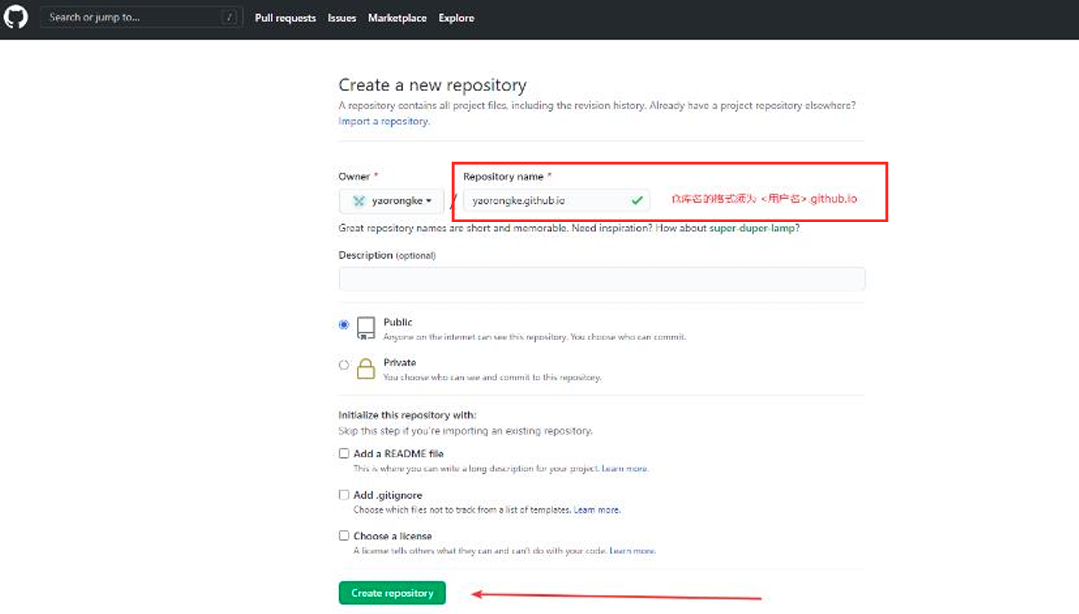 Search or jump to... /
Pull requests Issues Marketplace Explore
Create a new repository
A repository contains all project files, including the revision history. Already have a project repository elsewhere?
Import a repository.
Owner * Repository name *
yaorongke / yaorongke.github.io 仓库名的格式须为 <用户名>.github.io
Great repository names are short and memorable. Need inspiration? How about super-duper-lamp?
Description (optional)
Public
Anyone on the internet can see this repository. You choose who can commit.
Private
You choose who can see and commit to this repository.
Initialize this repository with:
Skip this step if you're importing an existing repository.
Add a README file
This is where you can write a long description for your project. Learn more.
Add .gitignore
Choose which files not to track from a list of templates. Learn more.
Choose a license
A license tells others what they can and can't do with your code. Learn more.
Create repository